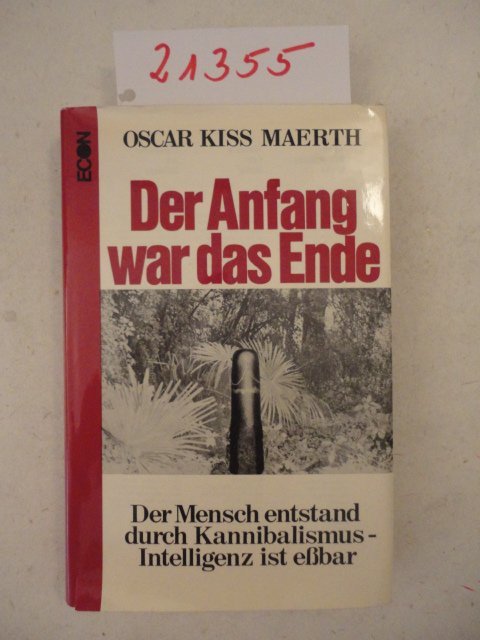 21355
ECON
OSCAR KISS MAERTH
Der Anfang
war das Ende
Der Mensch entstand
durch Kannibalismus-
Intelligenz ist eßbar